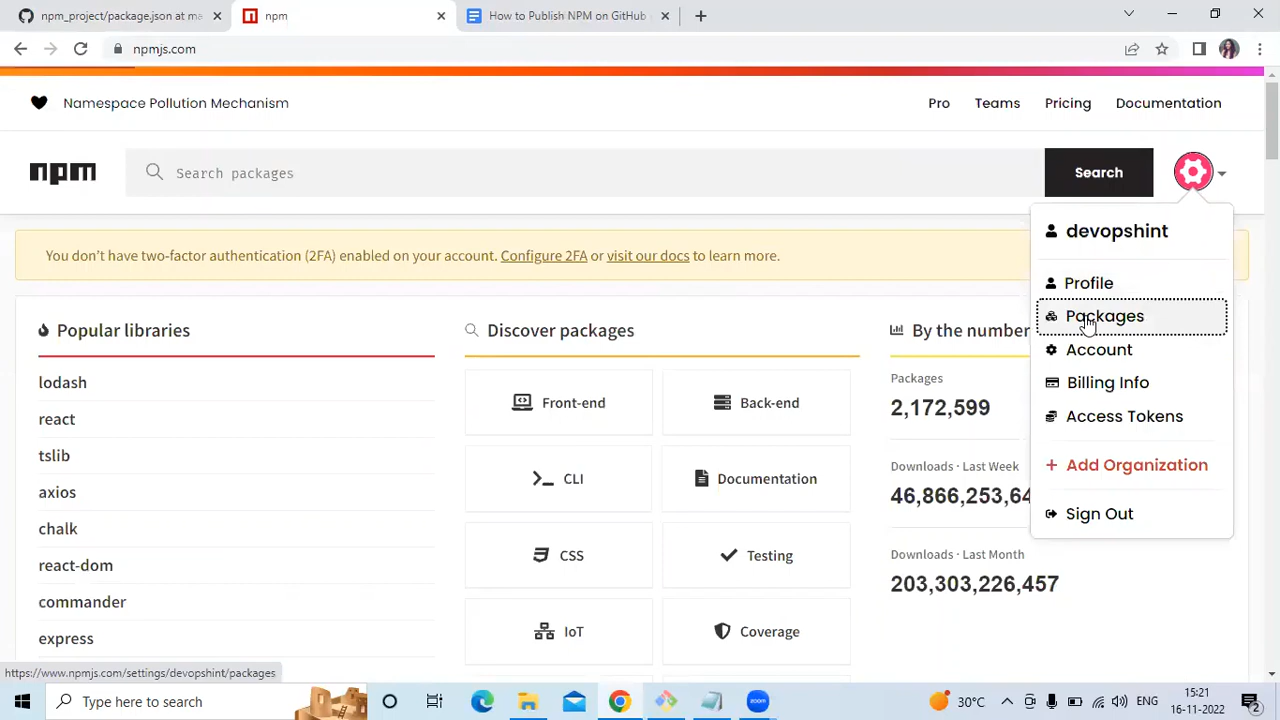 npm_project/package.json at ma
npm
How to Publish NPM on GitHub
npmjs.com
Namespace Pollution Mechanism
Pro
Teams
Pricing
Documentation
npm
Search packages
Search
devopshint
You don't have two-factor authentication (2FA) enabled on your account. Configure 2FA or visit our docs to learn more.
Profile
Packages
Account
Billing Info
Access Tokens
+ Add Organization
Sign Out
Popular libraries
lodash
react
tslib
axios
chalk
react-dom
commander
express
Discover packages
Front-end
Back-end
CLI
Documentation
CSS
Testing
IoT
Coverage
By the number
Packages
2,172,599
Downloads · Last Week
46,866,253,64
Downloads · Last Month
203,303,226,457
https://www.npmjs.com/settings/devopshint/packages
Type here to search
zoom
30°C
ENG
15:21
16-11-2022
2